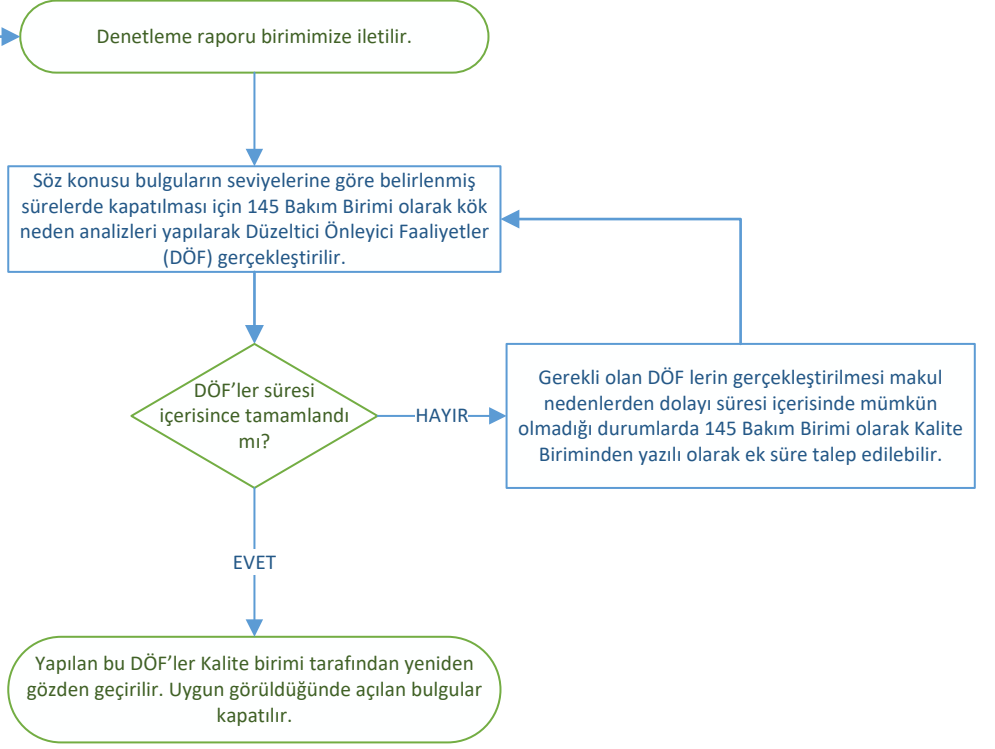 Denetleme raporu birimimize iletilir.
Söz konusu bulguların seviyelerine göre belirlenmiş
sürelerde kapatılması için 145 Bakım Birimi olarak kök
neden analizleri yapılarak Düzeltici Önleyici Faaliyetler
(DÖF) gerçekleştirilir.
DÖF’ler süresi
içerisince tamamlandı
mı?
HAYIR
Gerekli olan DÖF lerin gerçekleştirilmesi makul
nedenlerden dolayı süresi içerisinde mümkün
olmadığı durumlarda 145 Bakım Birimi olarak Kalite
Biriminden yazılı olarak ek süre talep edilebilir.
EVET
Yapılan bu DÖF’ler Kalite birimi tarafından yeniden
gözden geçirilir. Uygun görüldüğünde açılan bulgular
kapatılır.